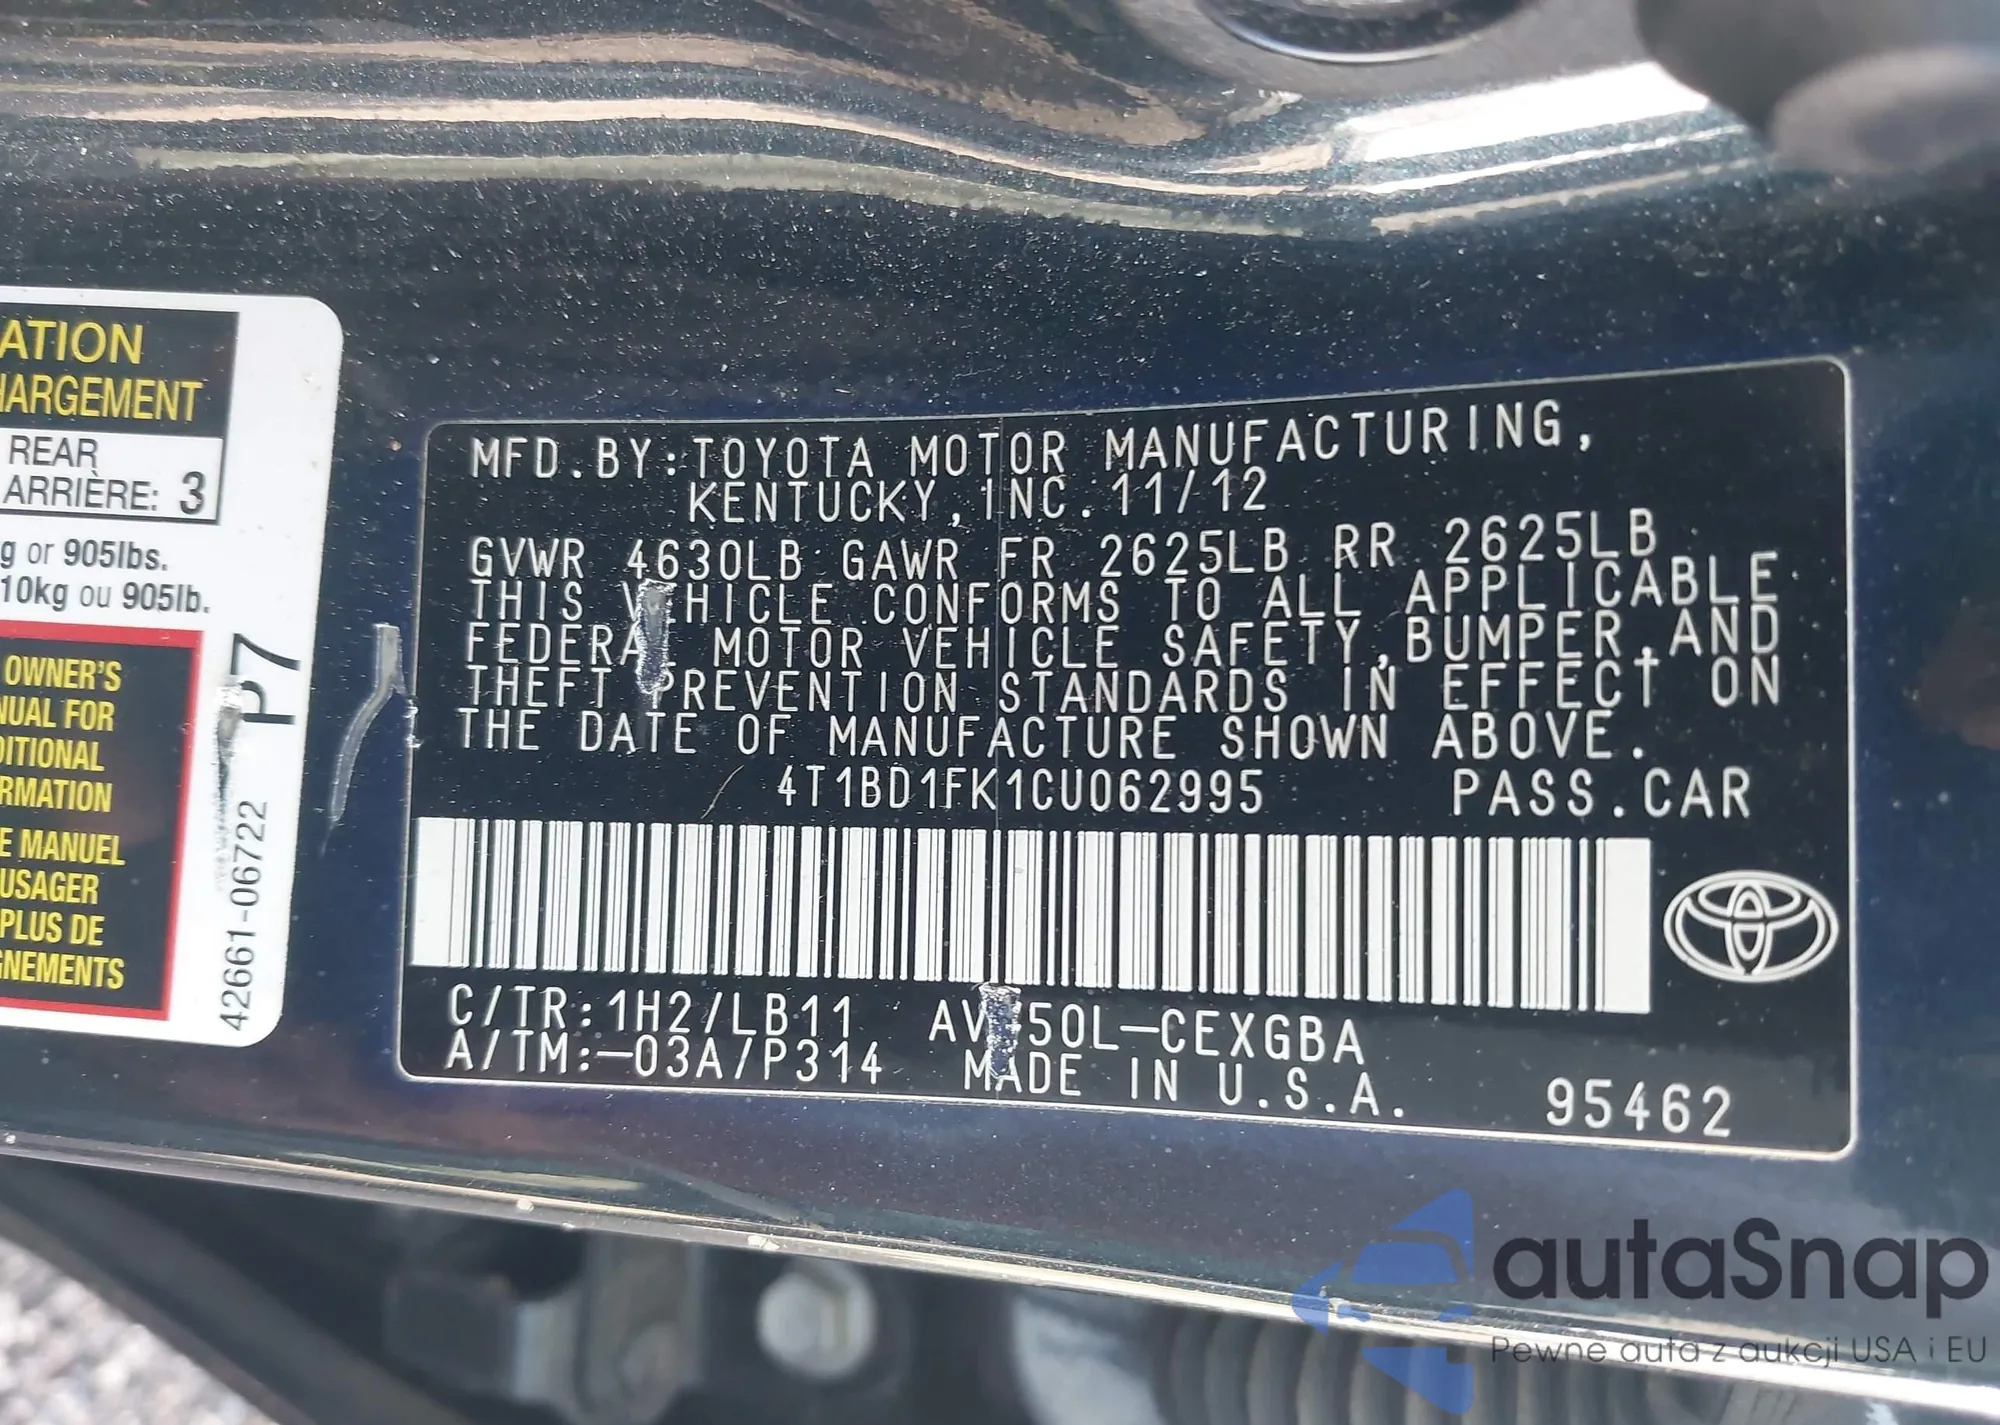 ATION
HARGEMENT
REAR
ARRIÈRE: 3
g or 905lbs.
10kg ou 905lb.
OWNER'S
NUAL FOR
DITIONAL
RMATION
E MANUEL
USAGER
PLUS DE
GNEMENTS
P7
42661-06722
MFD.BY:TOYOTA MOTOR MANUFACTURING,
KENTUCKY,INC.11/12
GVWR 4630LB GAWR FR 2625LB RR 2625LB
THIS VEHICLE CONFORMS TO ALL APPLICABLE
FEDERAL MOTOR VEHICLE SAFETY,BUMPER,AND
THEFT PREVENTION STANDARDS IN EFFECT ON
THE DATE OF MANUFACTURE SHOWN ABOVE.
4T1BD1FK1CU062995 PASS.CAR
C/TR:1H2/LB11 50L-CEXGBA
A/TM:-03A/P314 MADE IN U.S.A. 95462
autaSnap
Pewne auta z aukcji USA i EU